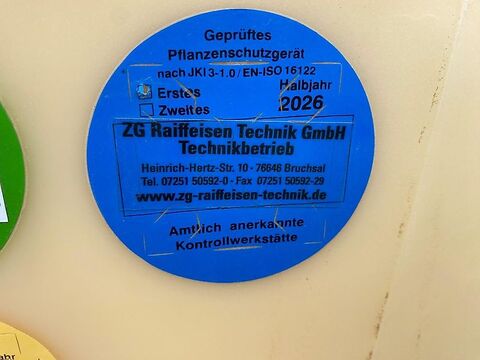 Geprüftes
Pflanzenschutzgerät
nach JKI 3-1.0 / EN-ISO 16122
Erstes Halbjahr
Zweites 2026
ZG Raiffeisen Technik GmbH
Technikbetrieb
Heinrich-Hertz-Str. 10 - 76646 Bruchsal
Tel. 07251 50592-0 - Fax 07251 50592-29
www.zg-raiffeisen-technik.de
Amtlich anerkannte
Kontrollwerkstätte